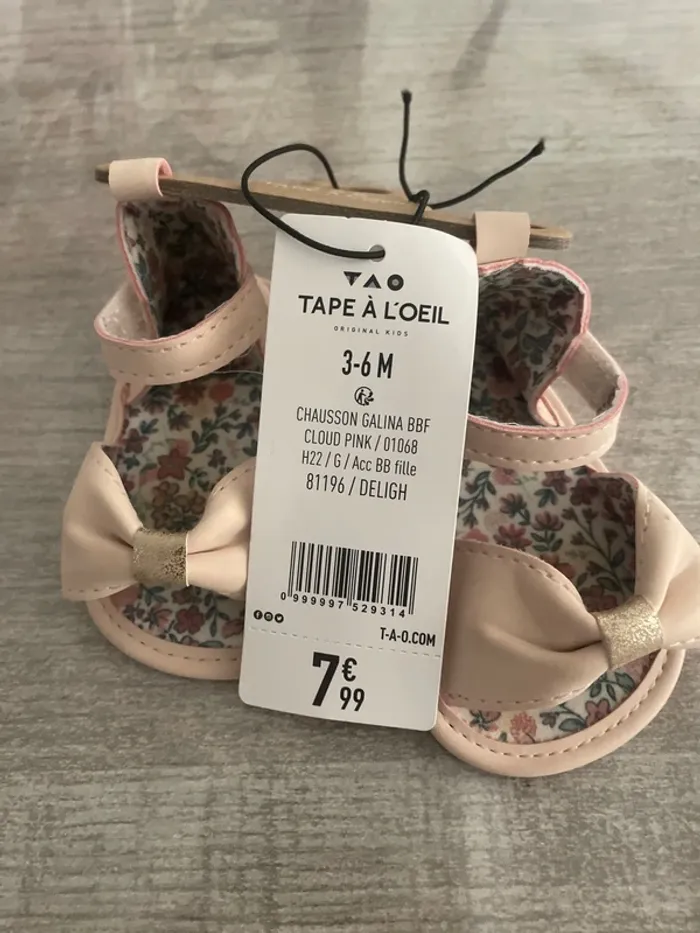 TAO
TAPE À L'OEIL
ORIGINAL KIDS
3-6 M
CHAUSSON GALINA BBF
CLOUD PINK / 01068
H22 / G / Acc BB fille
81196 / DELIGH
0 999997 529314
T-A-O.COM
7€99